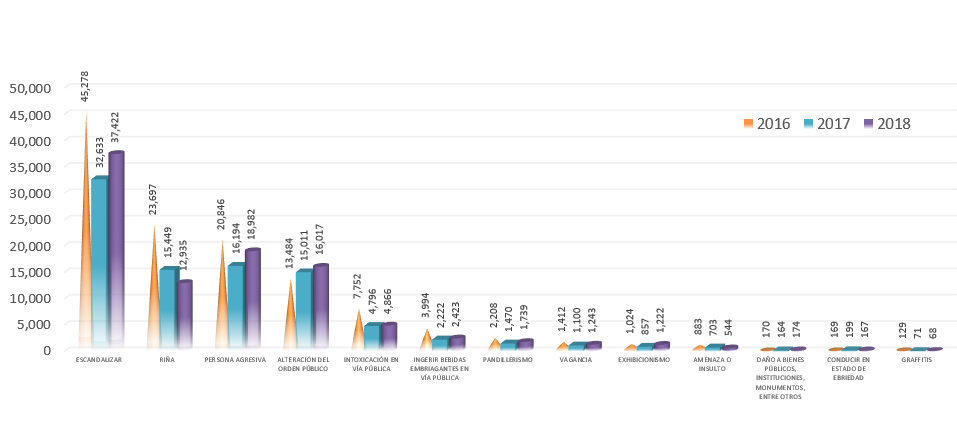 50,000
45,000
40,000
35,000
30,000
25,000
20,000
15,000
10,000
5,000
0
2016 2017 2018
45,278 32,633 37,422
23,697 15,449 12,935
20,846 16,194 18,982
13,484 15,011 16,017
7,752 4,796 4,866
3,994 2,222 2,423
2,208 1,470 1,739
1,412 1,100 1,243
1,024 857 1,222
883 703 544
170 164 174
169 199 167
129 71 68
ESCANDALIZAR
RIÑA
PERSONA AGRESIVA
ALTERACIÓN DEL
ORDEN PÚBLICO
INTOXICACIÓN EN
VÍA PÚBLICA
INGERIR BEBIDAS
EMBRIAGANTES EN
VÍA PÚBLICA
PANDILLERISMO
VAGANCIA
EXHIBICIONISMO
AMENAZA O
INSULTO
DAÑO A BIENES
PÚBLICOS,
INSTITUCIONES,
MONUMENTOS,
ENTRE OTROS
CONDUCIR EN
ESTADO DE
EBRIEDAD
GRAFFITIS